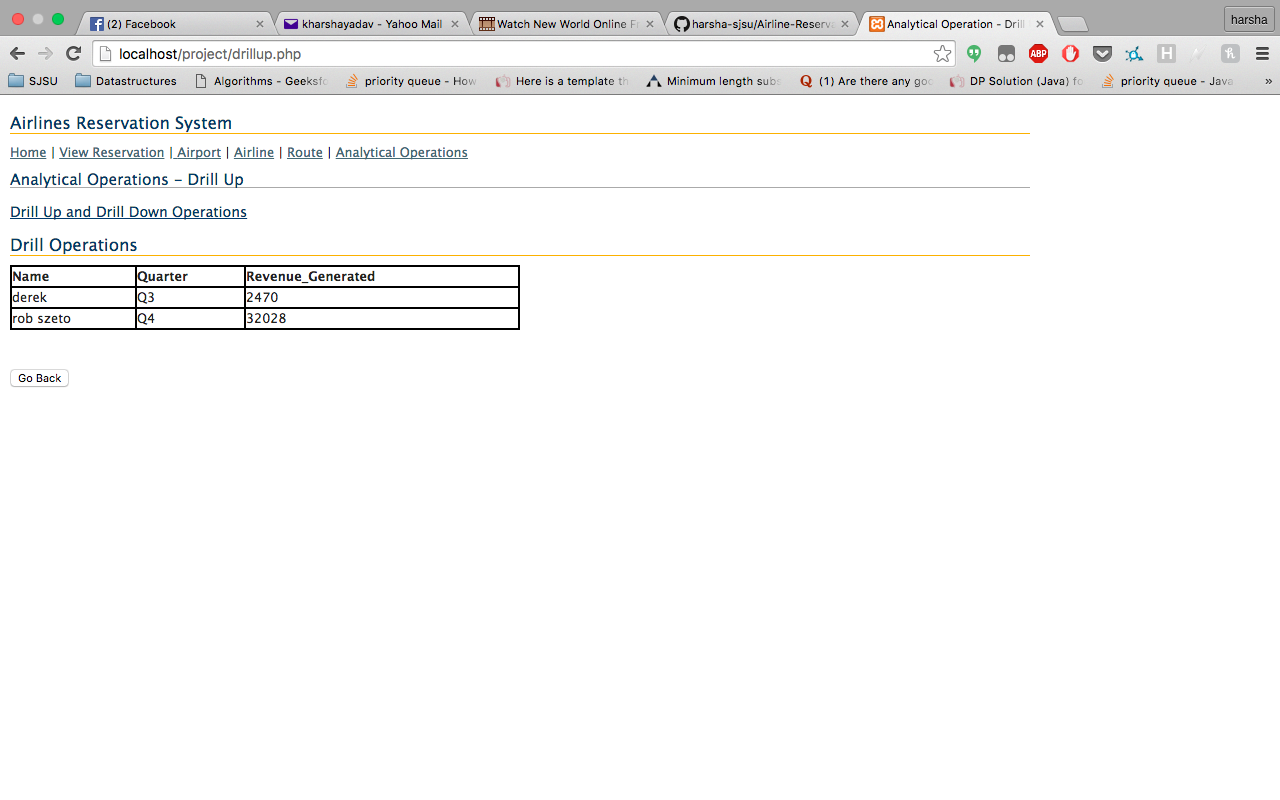 (2) Facebook kharshayadav - Yahoo Mail Watch New World Online Fr harsha-sjsu/Airline-Reserva Analytical Operation - Drill harsha
localhost/project/drillup.php ABP H
SJSU Datastructures Algorithms - Geeksfo priority queue - How Here is a template th Minimum length subs (1) Are there any goo DP Solution (Java) fo priority queue - Java »
Airlines Reservation System
Home | View Reservation | Airport | Airline | Route | Analytical Operations
Analytical Operations – Drill Up
Drill Up and Drill Down Operations
Drill Operations
Name Quarter Revenue_Generated
derek Q3 2470
rob szeto Q4 32028
Go Back